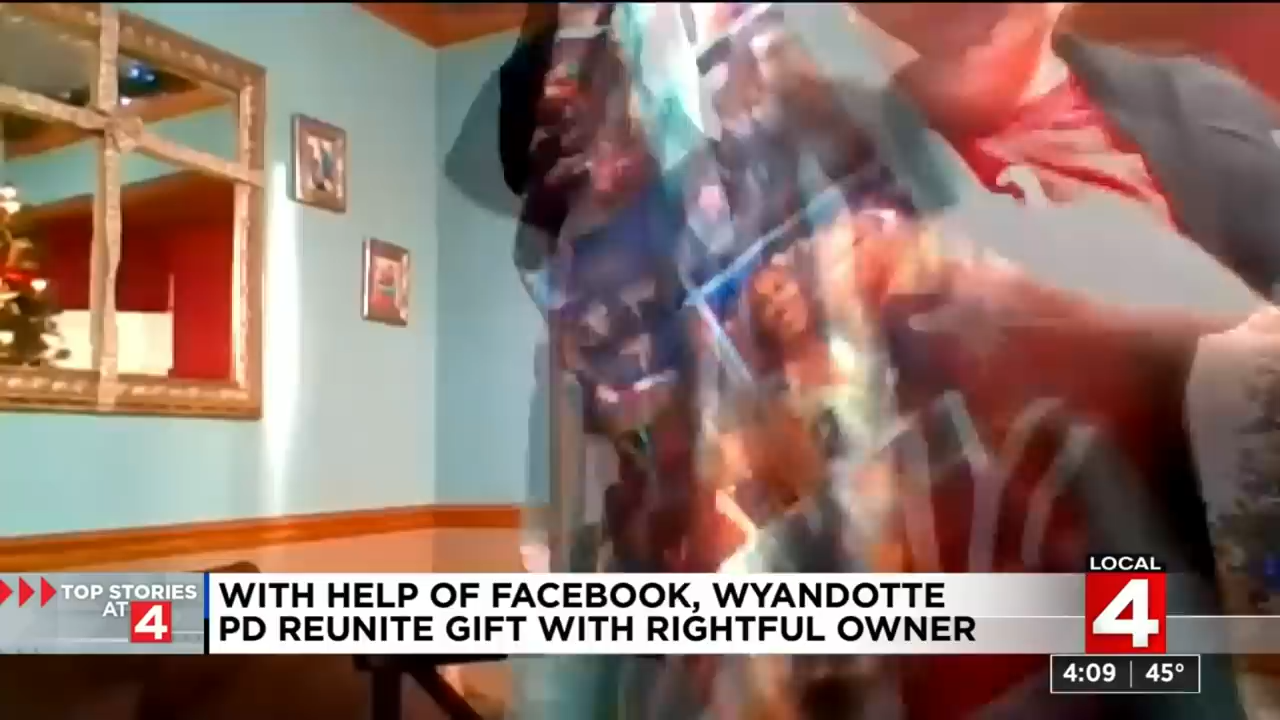 TOP STORIES
AT 4
WITH HELP OF FACEBOOK, WYANDOTTE
PD REUNITE GIFT WITH RIGHTFUL OWNER
LOCAL
4
4:09 45°